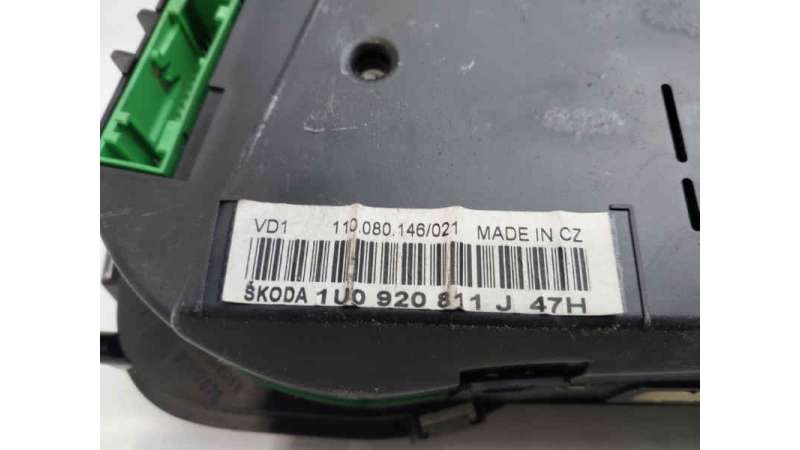 VD1 110.080.146/021 MADE IN CZ
ŠKODA 1U0 920 811 J 47H